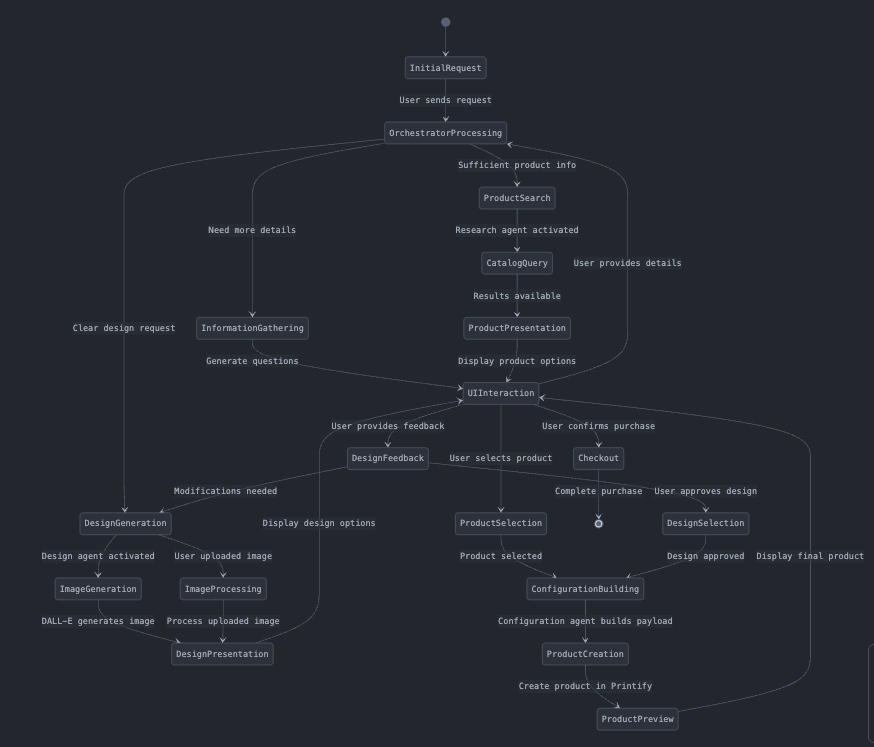 InitialRequest
User sends request
OrchestratorProcessing
Sufficient product info
ProductSearch
Need more details
Research agent activated
CatalogQuery
User provides details
Results available
Clear design request
InformationGathering
ProductPresentation
Generate questions
Display product options
UIInteraction
User provides feedback
User confirms purchase
DesignFeedback
User selects product
Checkout
Modifications needed
Complete purchase
User approves design
DesignGeneration
Display design options
ProductSelection
DesignSelection
Design agent activated
User uploaded image
Product selected
Design approved
Display final product
ImageGeneration
ImageProcessing
ConfigurationBuilding
DALL–E generates image
Process uploaded image
Configuration agent builds payload
DesignPresentation
ProductCreation
Create product in Printify
ProductPreview